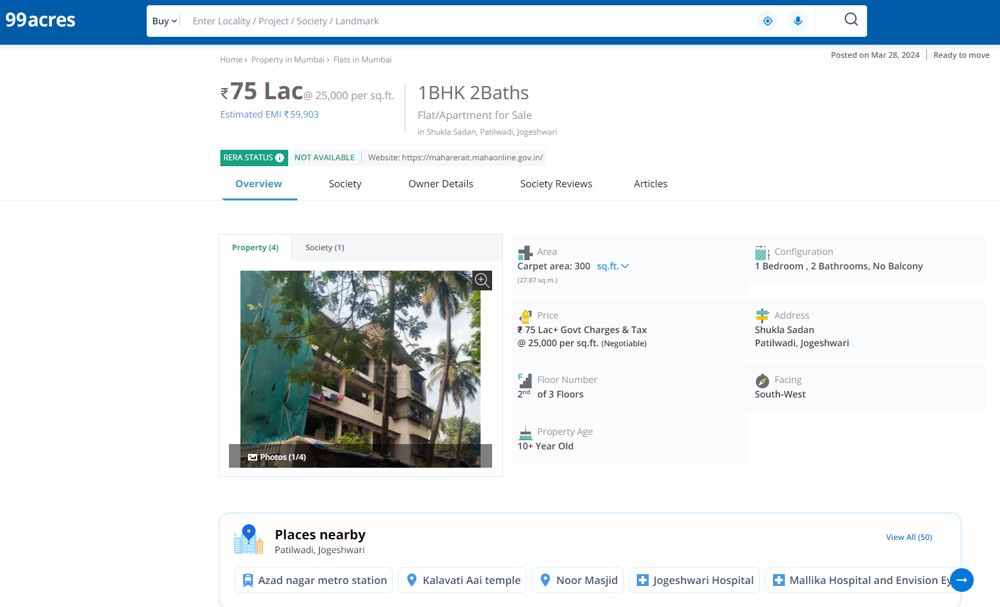 99acres
Buy
Enter Locality / Project / Society / Landmark
Posted on Mar 28, 2024 | Ready to move
Home › Property in Mumbai › Flats in Mumbai
₹ 75 Lac @ 25,000 per sq.ft.
Estimated EMI ₹ 59,903
1BHK 2Baths
Flat/Apartment for Sale
in Shukla Sadan, Patilwadi, Jogeshwari
RERA STATUS NOT AVAILABLE | Website: https://maharerait.mahaonline.gov.in/
Overview Society Owner Details Society Reviews Articles
Property (4) Society (1)
Photos (1/4)
Area
Carpet area: 300 sq.ft.
(27.87 sq.m.)
Configuration
1 Bedroom , 2 Bathrooms, No Balcony
Price
₹ 75 Lac+ Govt Charges & Tax
@ 25,000 per sq.ft. (Negotiable)
Address
Shukla Sadan
Patilwadi, Jogeshwari
Floor Number
2nd of 3 Floors
Facing
South-West
Property Age
10+ Year Old
Places nearby
Patilwadi, Jogeshwari
View All (50)
Azad nagar metro station
Kalavati Aai temple
Noor Masjid
Jogeshwari Hospital
Mallika Hospital and Envision Ey